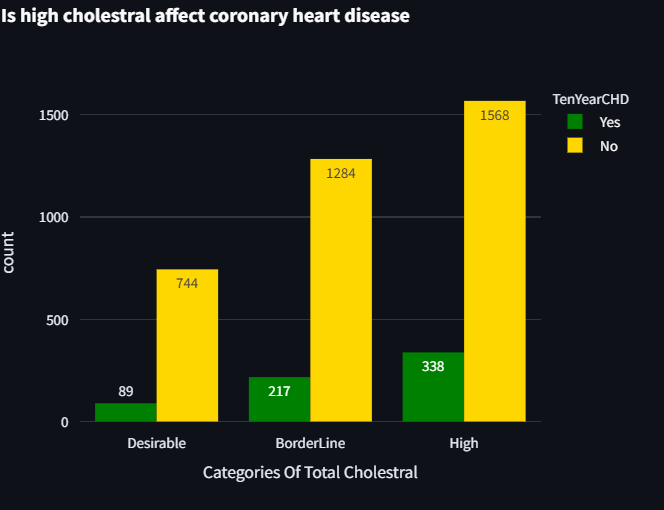 Is high cholestral affect coronary heart disease
TenYearCHD
Yes
No
1500
1000
500
0
count
89
744
217
1284
338
1568
Desirable
BorderLine
High
Categories Of Total Cholestral